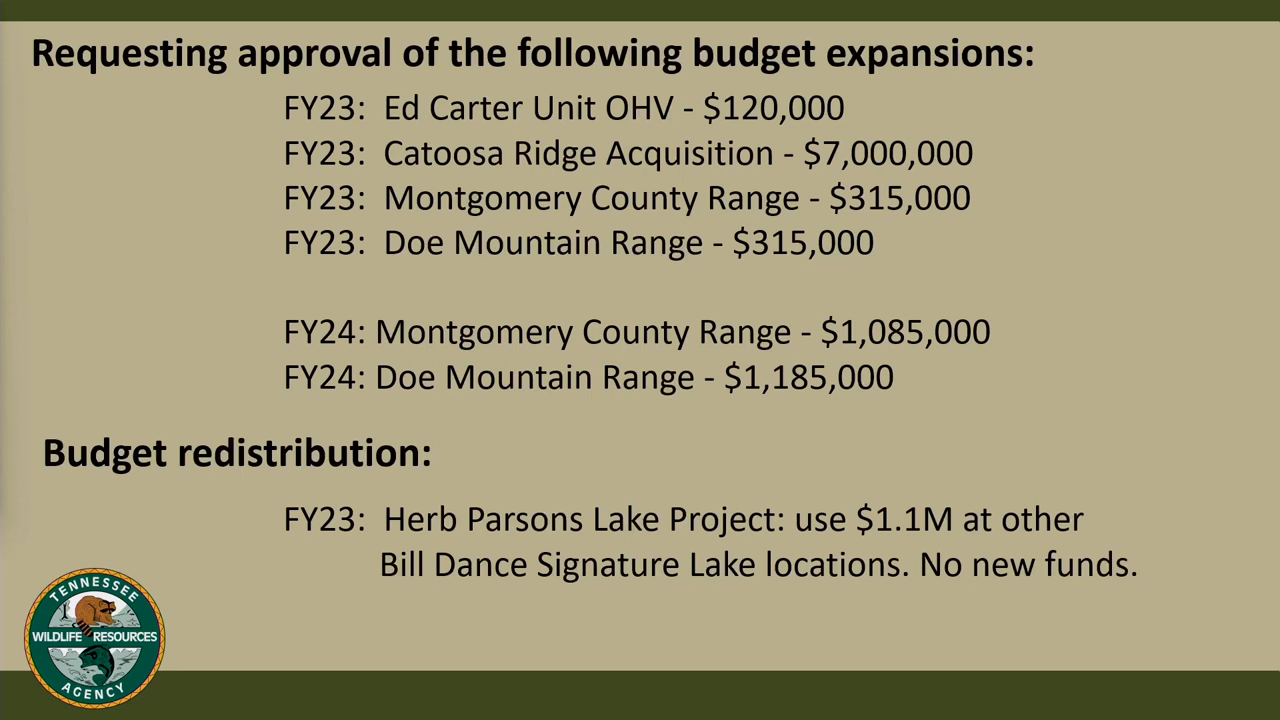 Requesting approval of the following budget expansions:
FY23: Ed Carter Unit OHV - $120,000
FY23: Catoosa Ridge Acquisition - $7,000,000
FY23: Montgomery County Range - $315,000
FY23: Doe Mountain Range - $315,000
FY24: Montgomery County Range - $1,085,000
FY24: Doe Mountain Range - $1,185,000
Budget redistribution:
FY23: Herb Parsons Lake Project: use $1.1M at other
Bill Dance Signature Lake locations. No new funds.
TENNESSEE
WILDLIFE RESOURCES
AGENCY